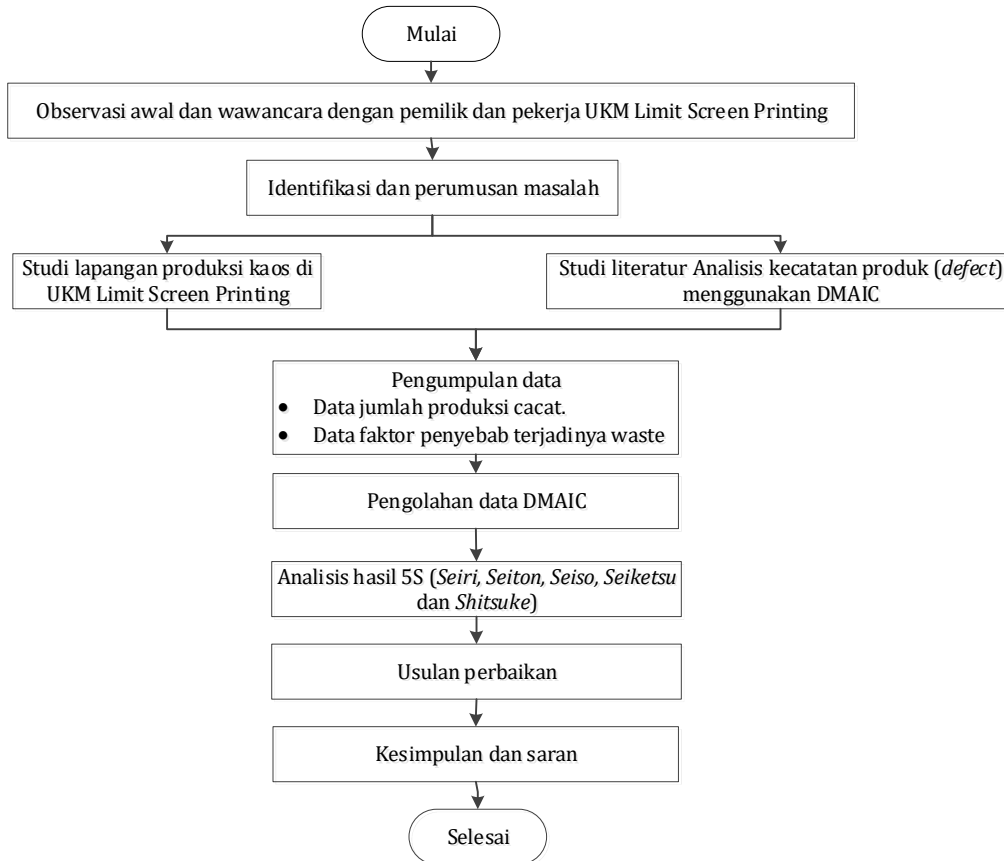 Mulai
Observasi awal dan wawancara dengan pemilik dan pekerja UKM Limit Screen Printing
Identifikasi dan perumusan masalah
Studi lapangan produksi kaos di
UKM Limit Screen Printing
Studi literatur Analisis kecatatan produk (defect)
menggunakan DMAIC
Pengumpulan data
• Data jumlah produksi cacat.
• Data faktor penyebab terjadinya waste
Pengolahan data DMAIC
Analisis hasil 5S (Seiri, Seiton, Seiso, Seiketsu
dan Shitsuke)
Usulan perbaikan
Kesimpulan dan saran
Selesai